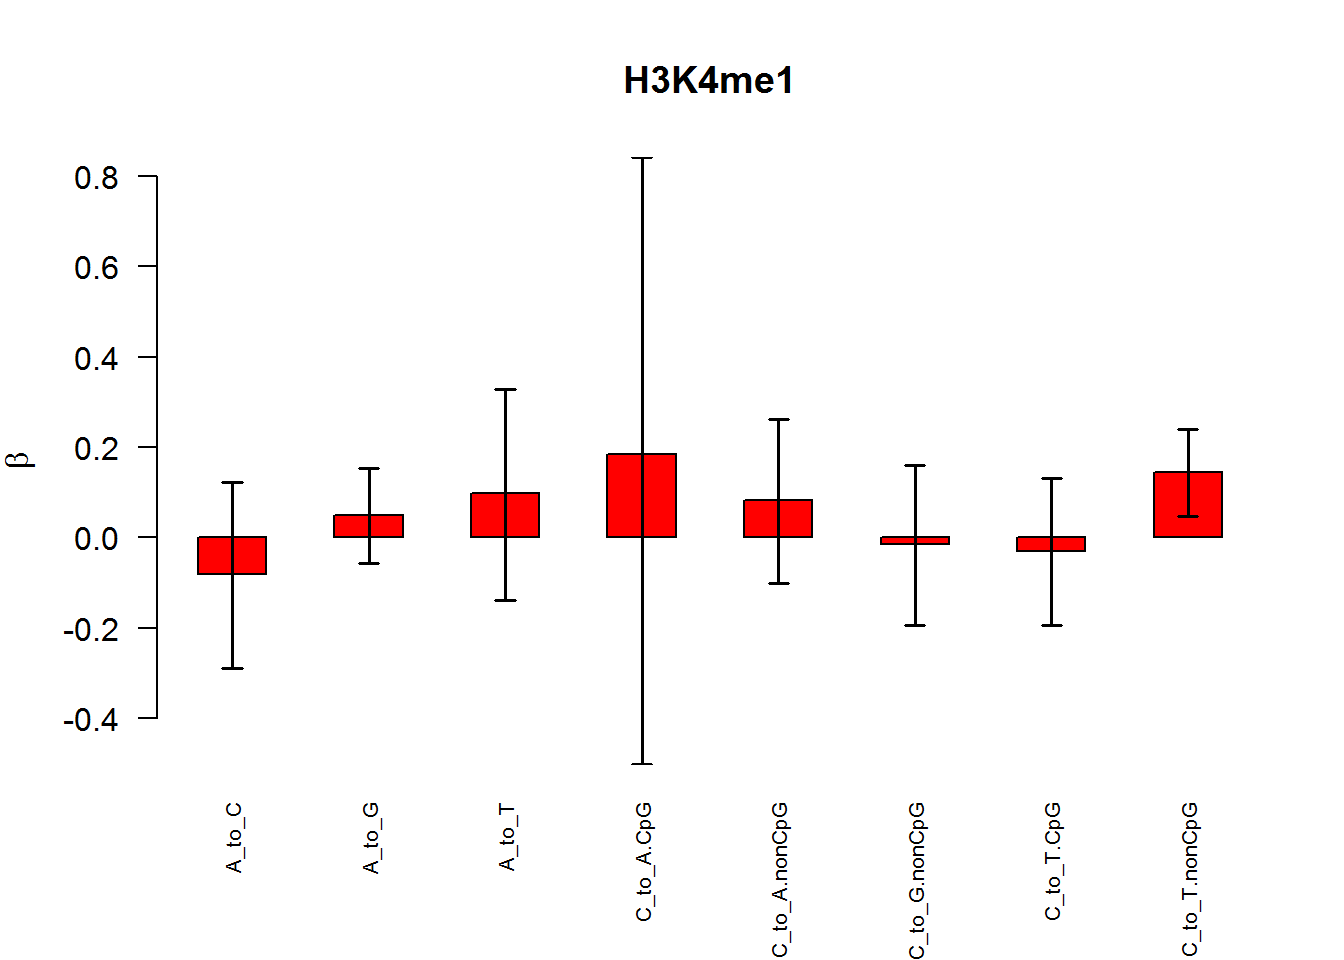 H3K4me1
0.8
0.6
0.4
0.2
0.0
-0.2
-0.4
β
A_to_C
A_to_G
A_to_T
C_to_A.CpG
C_to_A.nonCpG
C_to_G.nonCpG
C_to_T.CpG
C_to_T.nonCpG